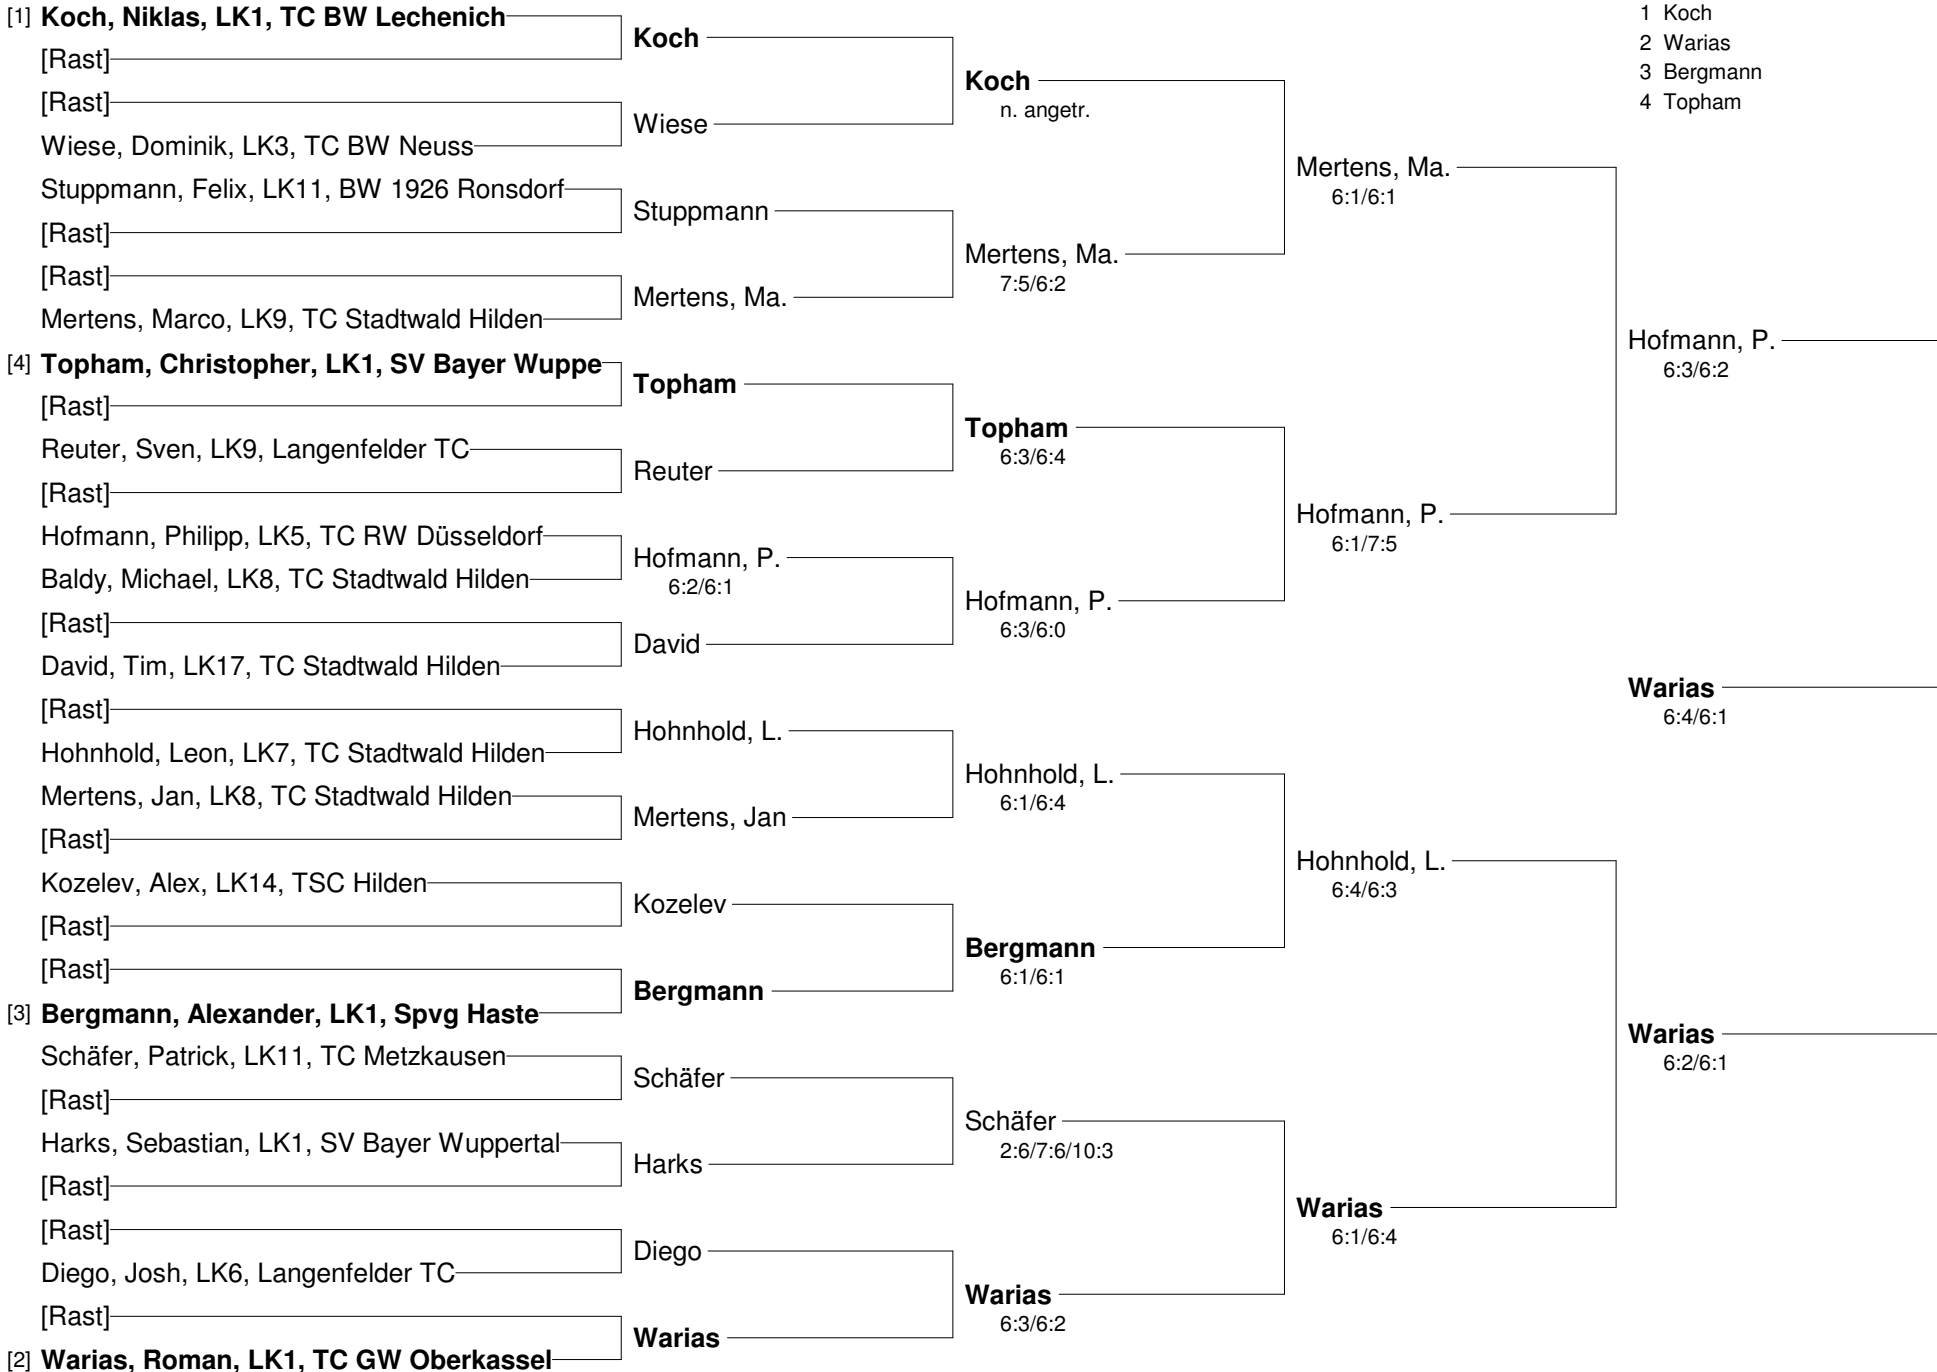 [1] Koch, Niklas, LK1, TC BW Lechenich
[Rast]
[Rast]
Wiese, Dominik, LK3, TC BW Neuss
Stuppmann, Felix, LK11, BW 1926 Ronsdorf
[Rast]
[Rast]
Mertens, Marco, LK9, TC Stadtwald Hilden
[4] Topham, Christopher, LK1, SV Bayer Wuppe
[Rast]
Reuter, Sven, LK9, Langenfelder TC
[Rast]
Hofmann, Philipp, LK5, TC RW Düsseldorf
Baldy, Michael, LK8, TC Stadtwald Hilden
[Rast]
David, Tim, LK17, TC Stadtwald Hilden
[Rast]
Hohnhold, Leon, LK7, TC Stadtwald Hilden
Mertens, Jan, LK8, TC Stadtwald Hilden
[Rast]
Kozelev, Alex, LK14, TSC Hilden
[Rast]
[Rast]
[3] Bergmann, Alexander, LK1, Spvg Haste
Schäfer, Patrick, LK11, TC Metzkausen
[Rast]
Harks, Sebastian, LK1, SV Bayer Wuppertal
[Rast]
[Rast]
Diego, Josh, LK6, Langenfelder TC
[Rast]
[2] Warias, Roman, LK1, TC GW Oberkassel
Koch
Wiese
Stuppmann
Mertens, Ma.
Topham
Reuter
Hofmann, P.
6:2/6:1
David
Hohnhold, L.
Mertens, Jan
Kozelev
Bergmann
Schäfer
Harks
Diego
Warias
Koch
n. angetr.
Mertens, Ma.
7:5/6:2
Topham
6:3/6:4
Hofmann, P.
6:3/6:0
Hohnhold, L.
6:1/6:4
Bergmann
6:1/6:1
Schäfer
2:6/7:6/10:3
Warias
6:3/6:2
Mertens, Ma.
6:1/6:1
Hofmann, P.
6:1/7:5
Hohnhold, L.
6:4/6:3
Warias
6:1/6:4
1 Koch
2 Warias
3 Bergmann
4 Topham
Hofmann, P.
6:3/6:2
Warias
6:4/6:1
Warias
6:2/6:1